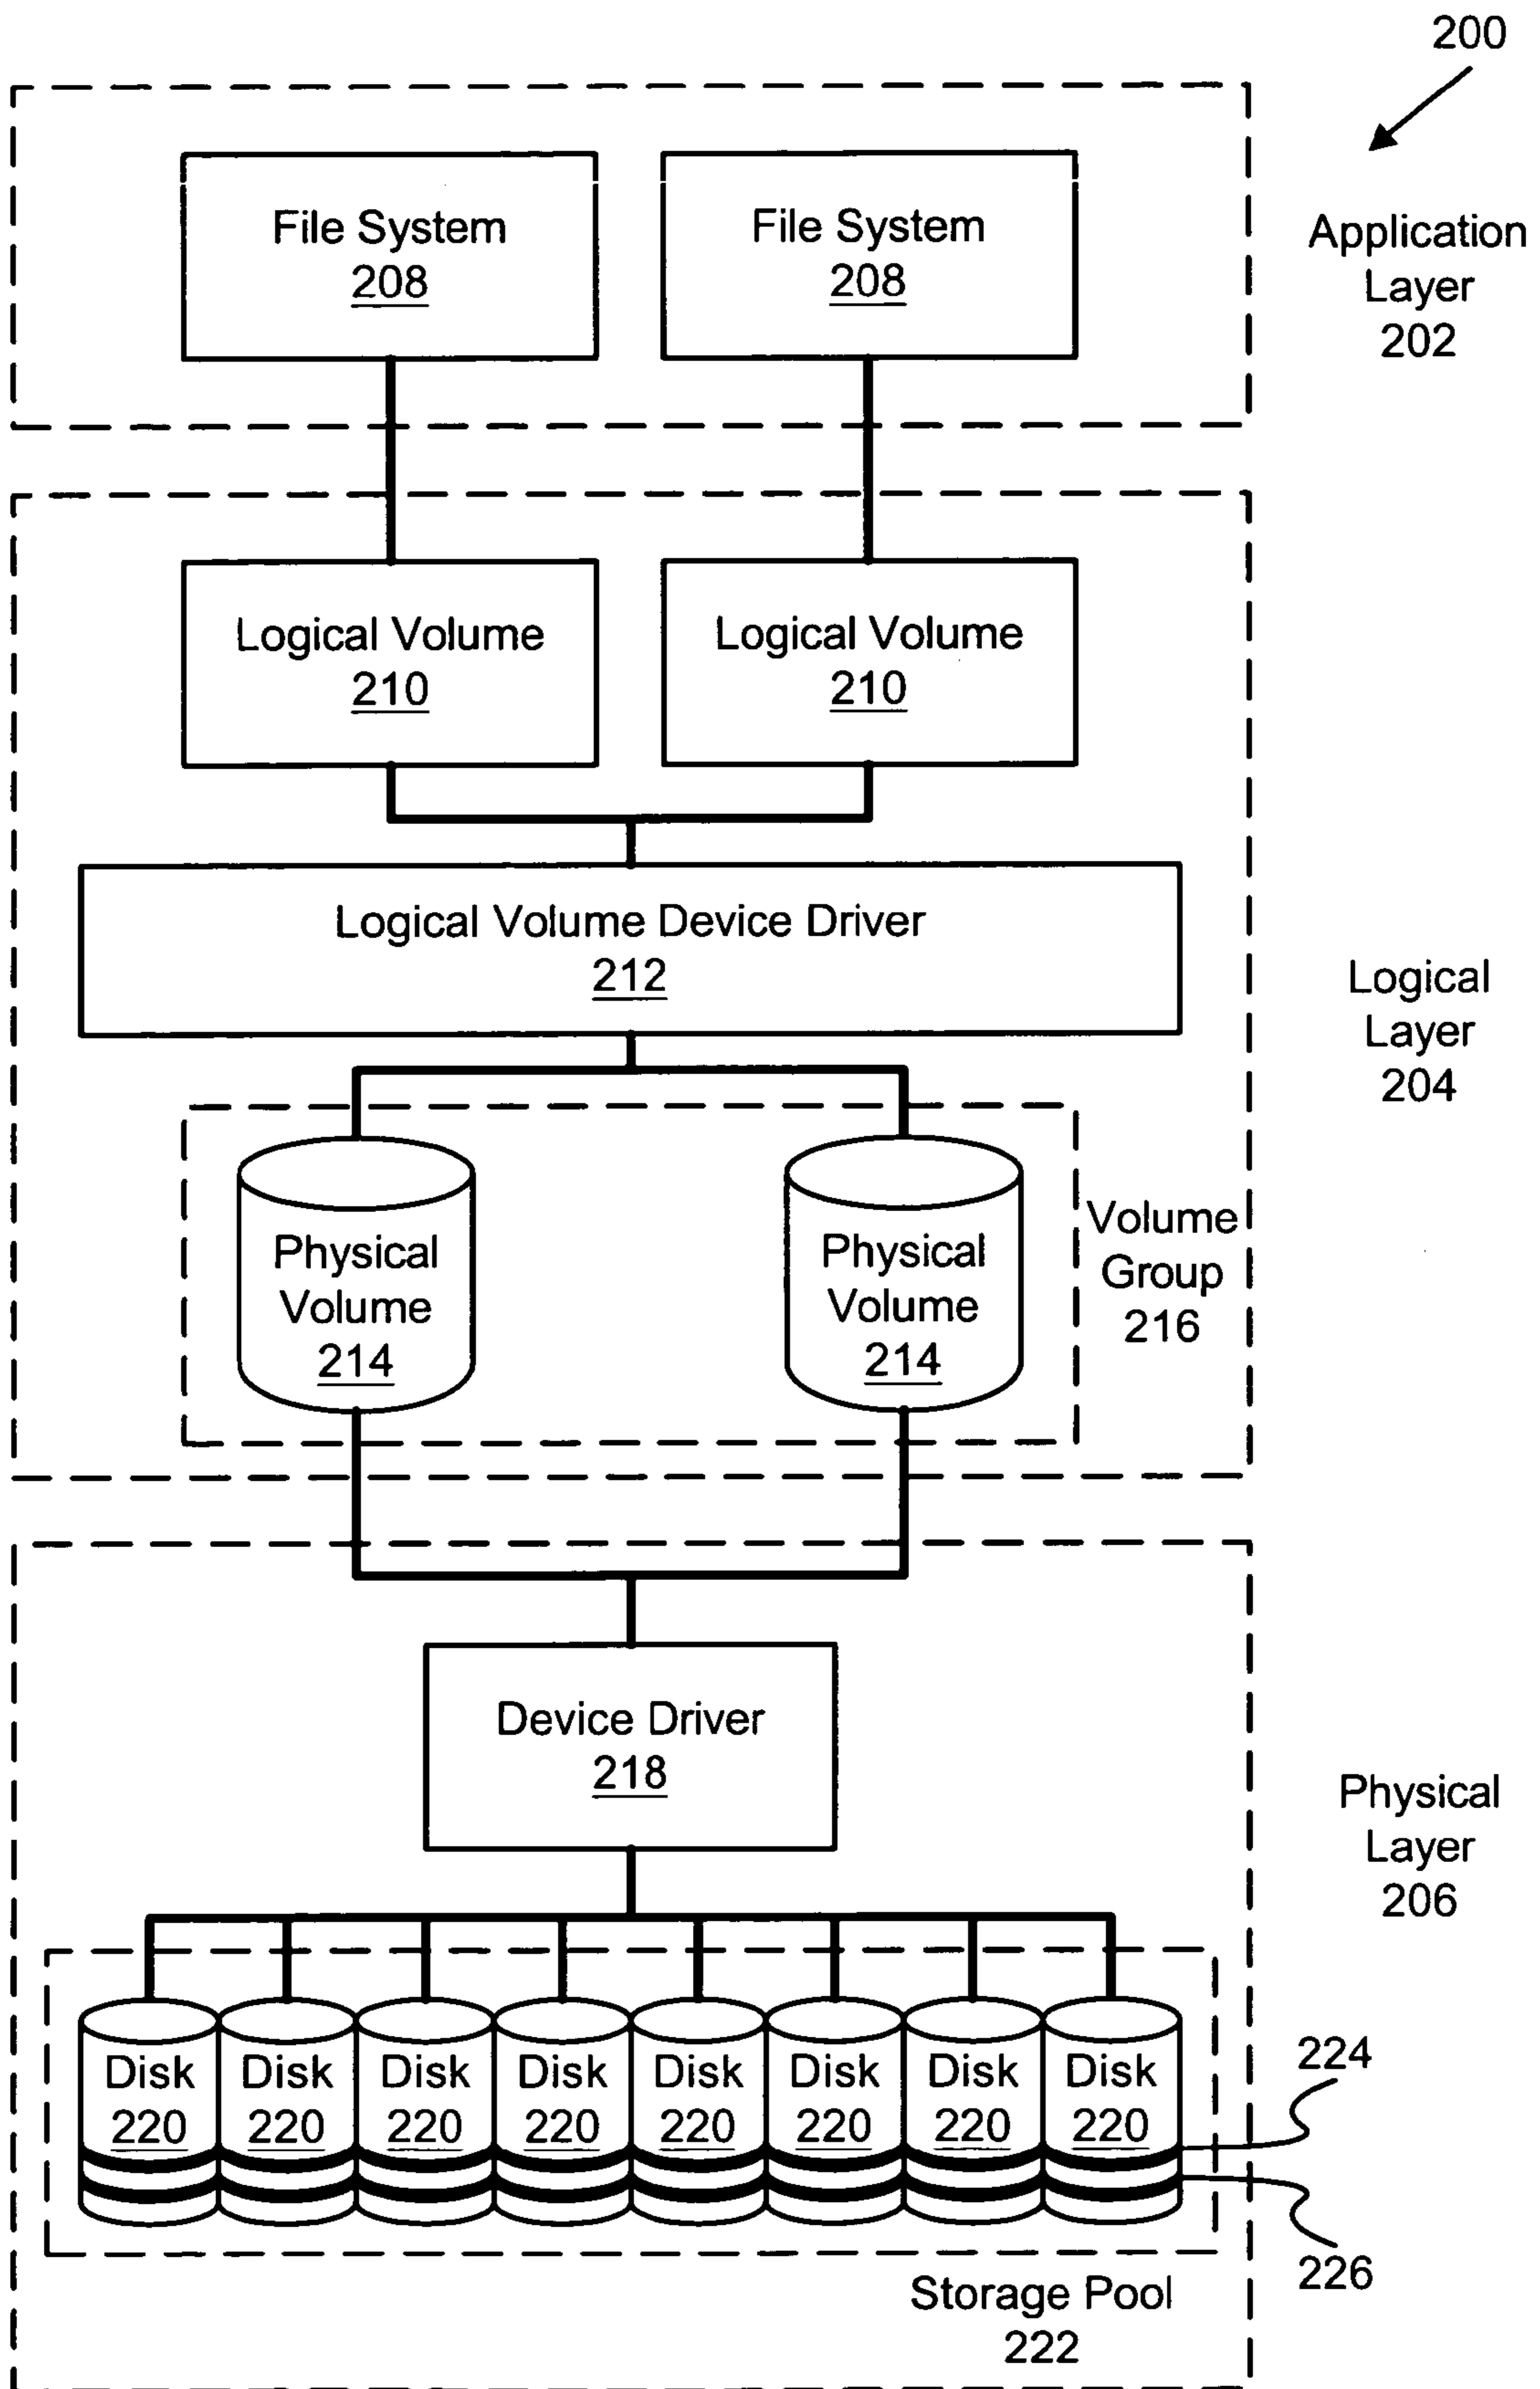 200
File System
208
File System
208
Application
Layer
202
Logical Volume
210
Logical Volume
210
Logical Volume Device Driver
212
Logical
Layer
204
Physical
Volume
214
Physical
Volume
214
Volume
Group
216
Device Driver
218
Physical
Layer
206
Disk
220
Disk
220
Disk
220
Disk
220
Disk
220
Disk
220
Disk
220
Disk
220
224
226
Storage Pool
222